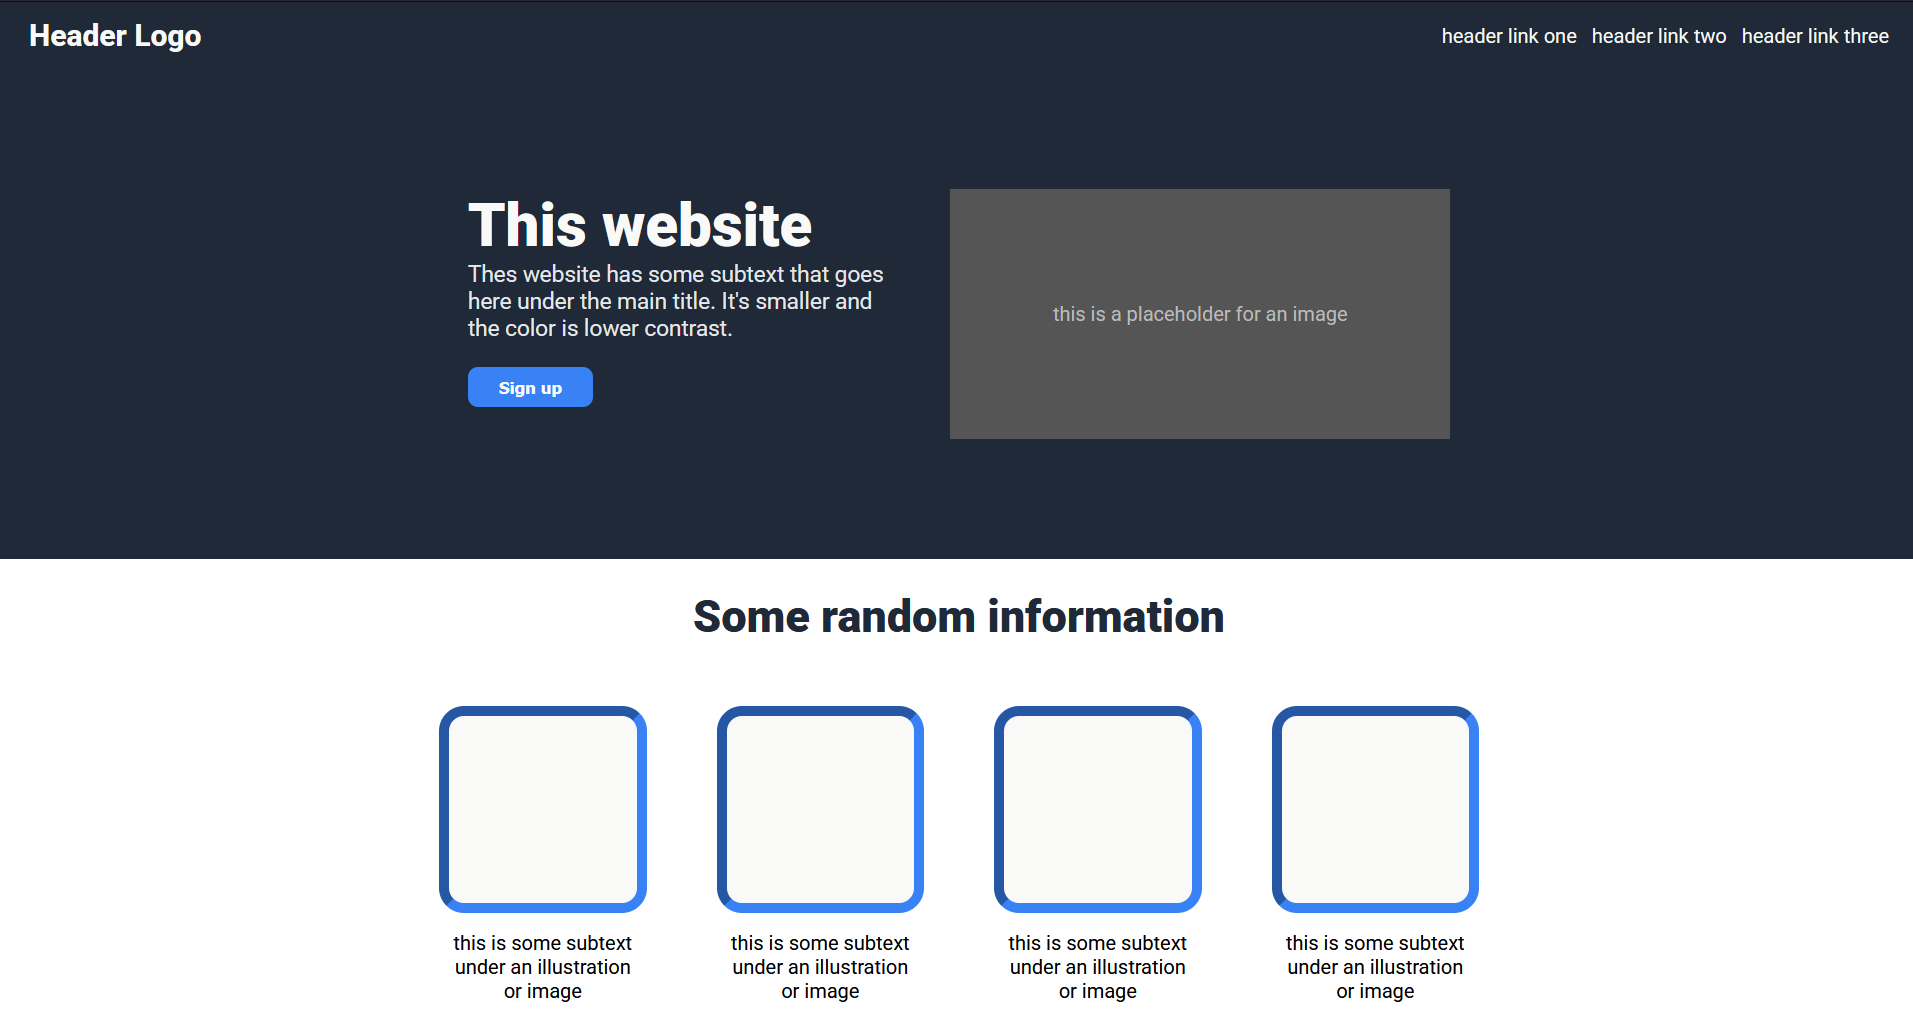 Header Logo
header link one header link two header link three
This website
Thes website has some subtext that goes
here under the main title. It's smaller and
the color is lower contrast.
Sign up
this is a placeholder for an image
Some random information
this is some subtext
under an illustration
or image
this is some subtext
under an illustration
or image
this is some subtext
under an illustration
or image
this is some subtext
under an illustration
or image